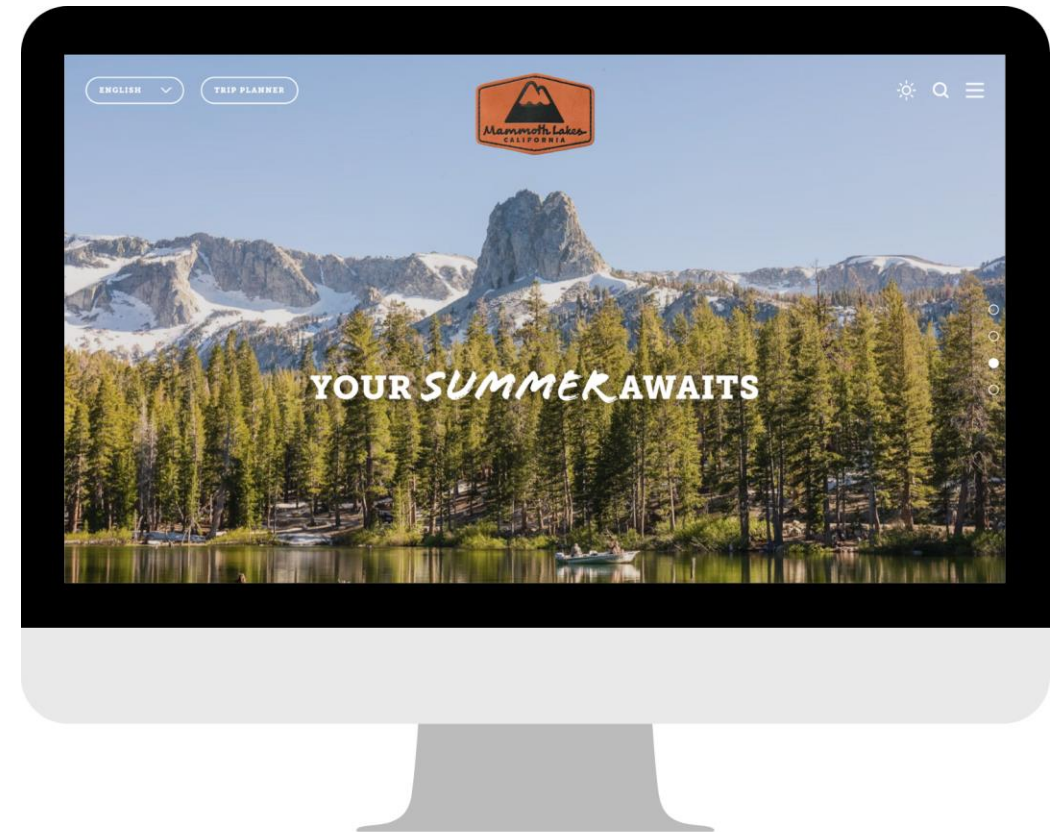 ENGLISH
TRIP PLANNER
Mammoth Lakes
CALIFORNIA
YOUR SUMMER AWAITS